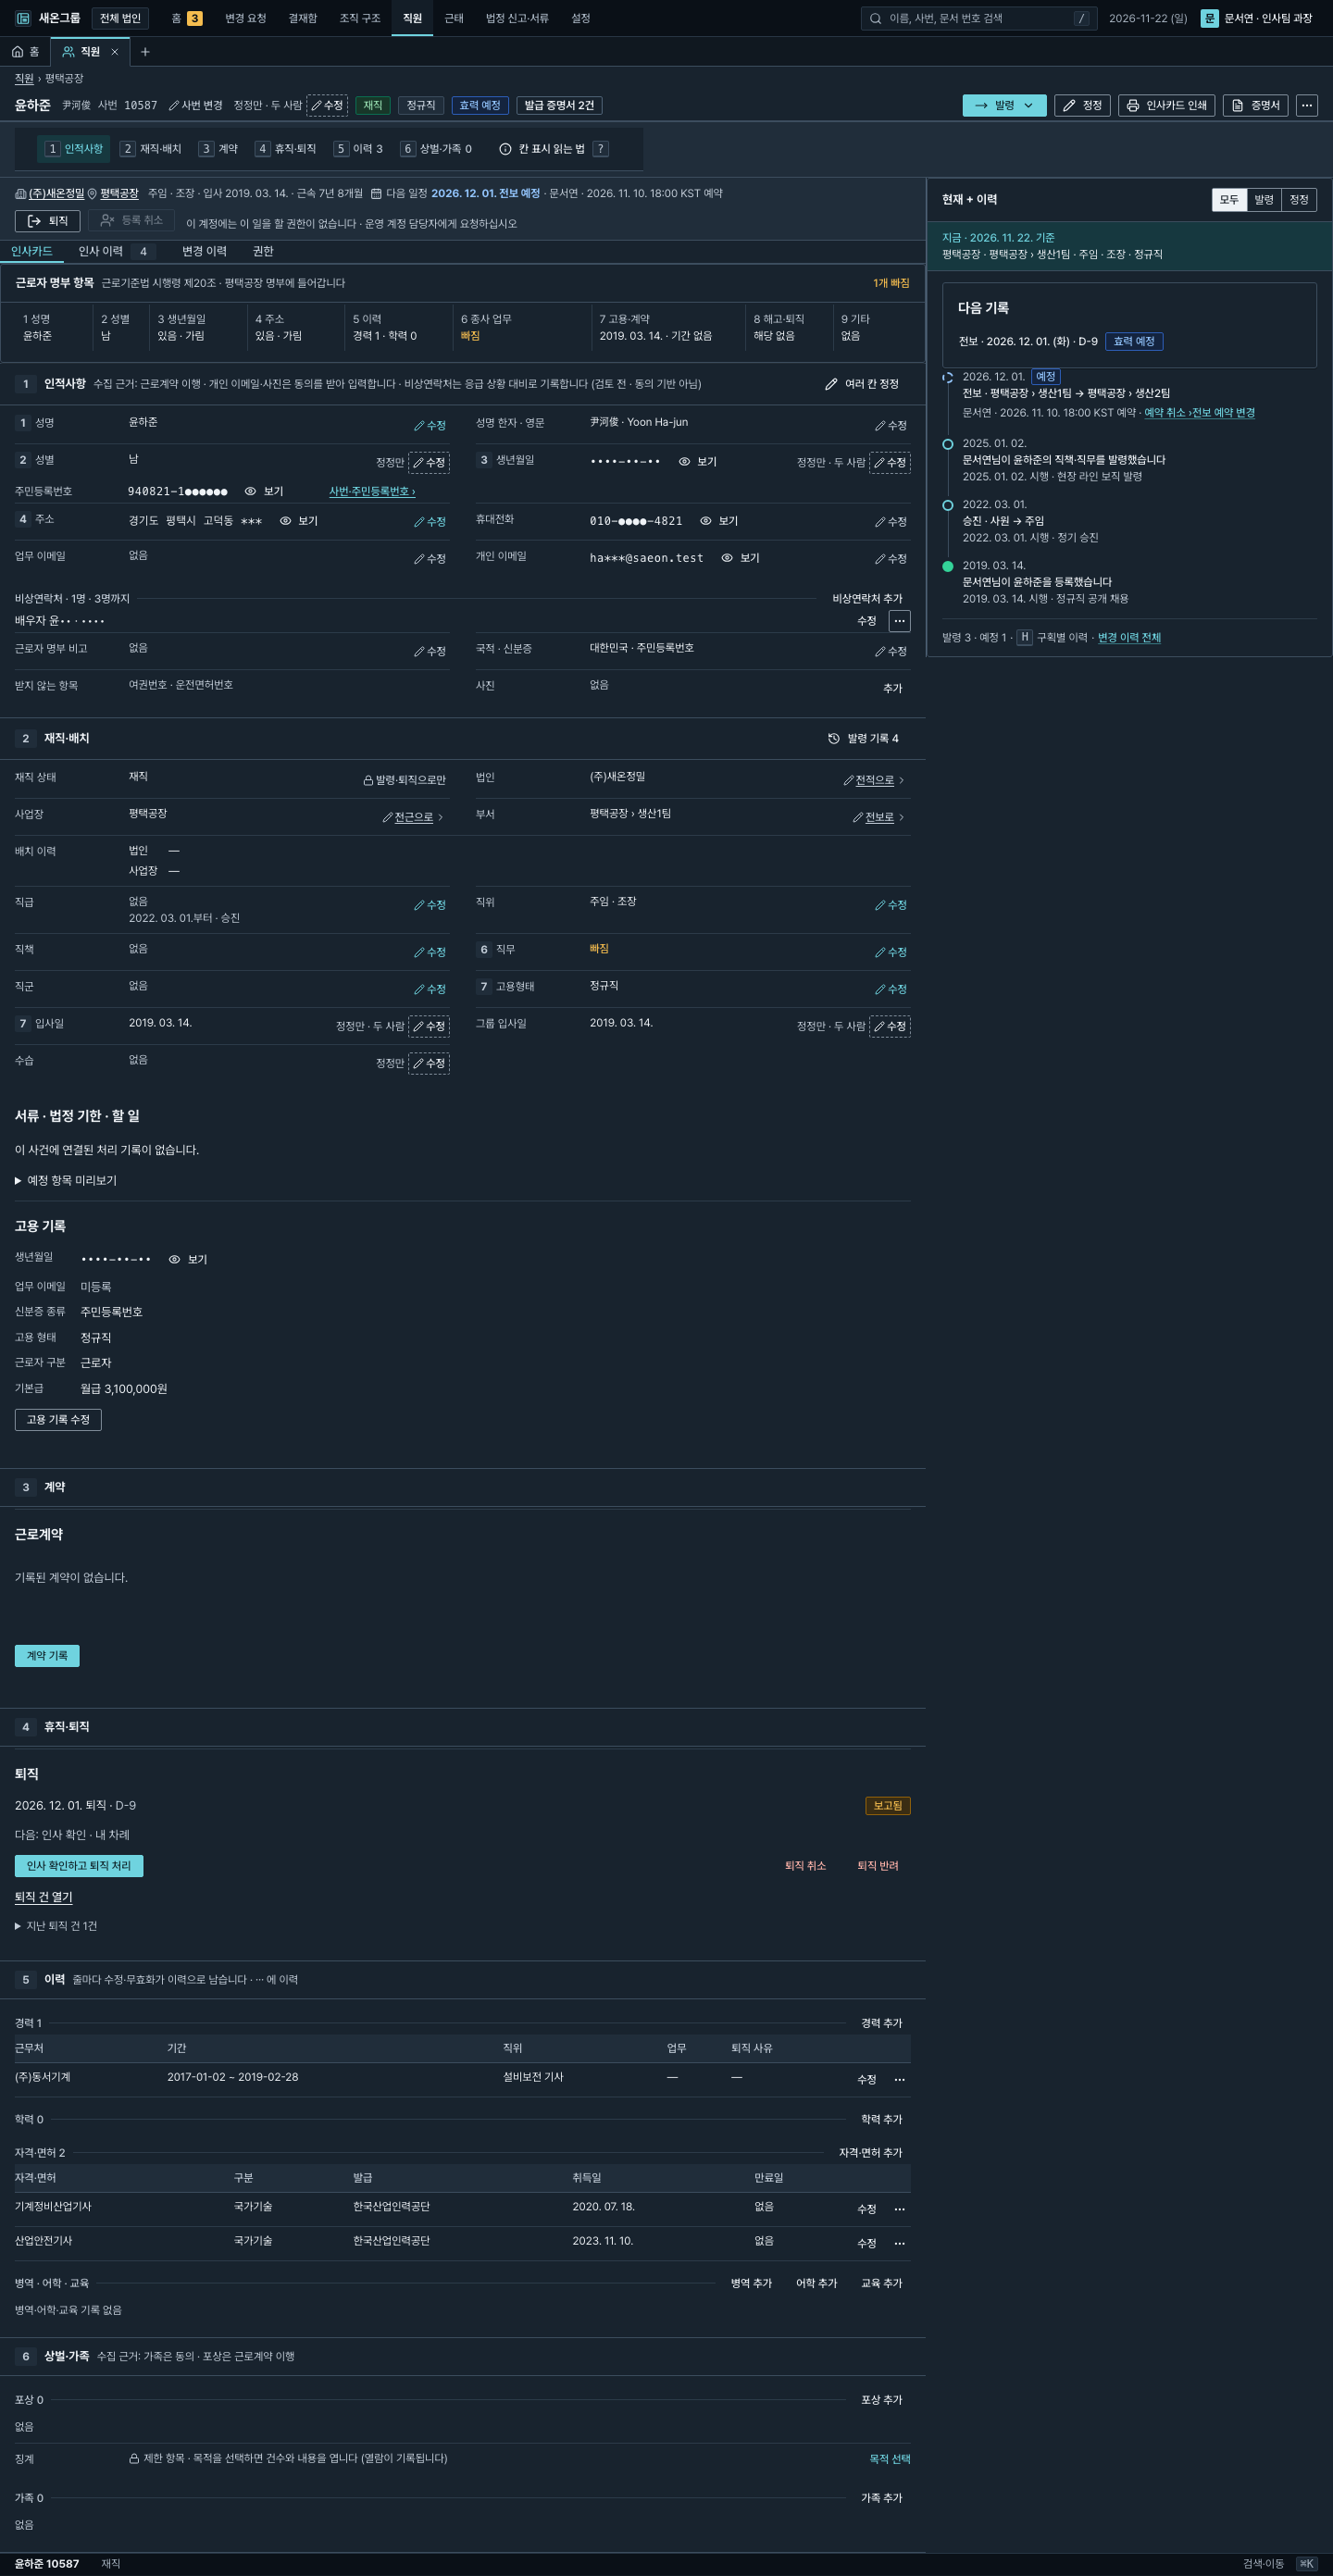 새온그룹 전체 법인 홈 3 변경 요청 결재함 조직 구조 직원 근태 법정 신고·서류 설정 이름, 사번, 문서 번호 검색 / 2026-11-22 (일) 문 문서연 · 인사팀 과장
홈 직원
직원 › 평택공장
윤하준 尹河俊 사번 10587 사번 변경 정정만 · 두 사람 수정 재직 정규직 효력 예정 발급 증명서 2건 발령 정정 인사카드 인쇄 증명서
1 인적사항 2 재직·배치 3 계약 4 휴직·퇴직 5 이력 3 6 상벌·가족 0 칸 표시 읽는 법 ?
(주)새온정밀 평택공장 주임 · 조장 · 입사 2019. 03. 14. · 근속 7년 8개월 다음 일정 2026. 12. 01. 전보 예정 · 문서연 · 2026. 11. 10. 18:00 KST 예약
퇴직 등록 취소 이 계정에는 이 일을 할 권한이 없습니다 · 운영 계정 담당자에게 요청하십시오
인사카드 인사 이력 4 변경 이력 권한
근로자 명부 항목 근로기준법 시행령 제20조 · 평택공장 명부에 들어갑니다 1개 빠짐
1 성명 2 성별 3 생년월일 4 주소 5 이력 6 종사 업무 7 고용·계약 8 해고·퇴직 9 기타
윤하준 남 있음 · 가림 있음 · 가림 경력 1 · 학력 0 빠짐 2019. 03. 14. · 기간 없음 해당 없음 없음
1 인적사항 수집 근거: 근로계약 이행 · 개인 이메일·사진은 동의를 받아 입력합니다 · 비상연락처는 응급 상황 대비로 기록합니다 (검토 전 · 동의 기반 아님) 여러 칸 정정
1 성명 윤하준 수정 성명 한자 · 영문 尹河俊 · Yoon Ha-jun 수정
2 성별 남 정정만 수정 3 생년월일 ••••-••-•• 보기 정정만 · 두 사람 수정
주민등록번호 940821-1●●●●●● 보기 사번·주민등록번호 ›
4 주소 경기도 평택시 고덕동 *** 보기 수정 휴대전화 010-●●●●-4821 보기 수정
업무 이메일 없음 수정 개인 이메일 ha***@saeon.test 보기 수정
비상연락처 · 1명 · 3명까지 비상연락처 추가
배우자 윤•• · •••• 수정 ···
근로자 명부 비고 없음 수정 국적 · 신분증 대한민국 · 주민등록번호 수정
받지 않는 항목 여권번호 · 운전면허번호 사진 없음 추가
2 재직·배치 발령 기록 4
재직 상태 재직 발령·퇴직으로만 법인 (주)새온정밀 전적으로 ›
사업장 평택공장 전근으로 › 부서 평택공장 › 생산1팀 전보로 ›
배치 이력 법인 —
사업장 —
직급 없음 수정 직위 주임 · 조장 수정
2022. 03. 01.부터 · 승진
직책 없음 수정 6 직무 빠짐 수정
직군 없음 수정 7 고용형태 정규직 수정
7 입사일 2019. 03. 14. 정정만 · 두 사람 수정 그룹 입사일 2019. 03. 14. 정정만 · 두 사람 수정
수습 없음 정정만 수정
서류 · 법정 기한 · 할 일
이 사건에 연결된 처리 기록이 없습니다.
▶ 예정 항목 미리보기
고용 기록
생년월일 ••••-••-•• 보기
업무 이메일 미등록
신분증 종류 주민등록번호
고용 형태 정규직
근로자 구분 근로자
기본급 월급 3,100,000원
고용 기록 수정
3 계약
근로계약
기록된 계약이 없습니다.
계약 기록
4 휴직·퇴직
퇴직
2026. 12. 01. 퇴직 · D-9 보고됨
다음: 인사 확인 · 내 차례
인사 확인하고 퇴직 처리 퇴직 취소 퇴직 반려
퇴직 건 열기
▶ 지난 퇴직 건 1건
5 이력 줄마다 수정·무효화가 이력으로 남습니다 · ··· 에 이력
경력 1 경력 추가
근무처 기간 직위 업무 퇴직 사유
(주)동서기계 2017-01-02 ~ 2019-02-28 설비보전 기사 — — 수정 ···
학력 0 학력 추가
자격·면허 2 자격·면허 추가
자격·면허 구분 발급 취득일 만료일
기계정비산업기사 국가기술 한국산업인력공단 2020. 07. 18. 없음 수정 ···
산업안전기사 국가기술 한국산업인력공단 2023. 11. 10. 없음 수정 ···
병역 · 어학 · 교육 병역 추가 어학 추가 교육 추가
병역·어학·교육 기록 없음
6 상벌·가족 수집 근거: 가족은 동의 · 포상은 근로계약 이행
포상 0 포상 추가
없음
징계 제한 항목 · 목적을 선택하면 건수와 내용을 엽니다 (열람이 기록됩니다) 목적 선택
가족 0 가족 추가
없음
현재 + 이력 모두 발령 정정
지금 · 2026. 11. 22. 기준
평택공장 · 평택공장 › 생산1팀 · 주임 · 조장 · 정규직
다음 기록
전보 · 2026. 12. 01. (화) · D-9 효력 예정
2026. 12. 01. 예정
전보 · 평택공장 › 생산1팀 → 평택공장 › 생산2팀
문서연 · 2026. 11. 10. 18:00 KST 예약 · 예약 취소 ›전보 예약 변경
2025. 01. 02.
문서연님이 윤하준의 직책·직무를 발령했습니다
2025. 01. 02. 시행 · 현장 라인 보직 발령
2022. 03. 01.
승진 · 사원 → 주임
2022. 03. 01. 시행 · 정기 승진
2019. 03. 14.
문서연님이 윤하준을 등록했습니다
2019. 03. 14. 시행 · 정규직 공개 채용
발령 3 · 예정 1 · H 구획별 이력 · 변경 이력 전체
윤하준 10587 재직 검색·이동 ⌘K